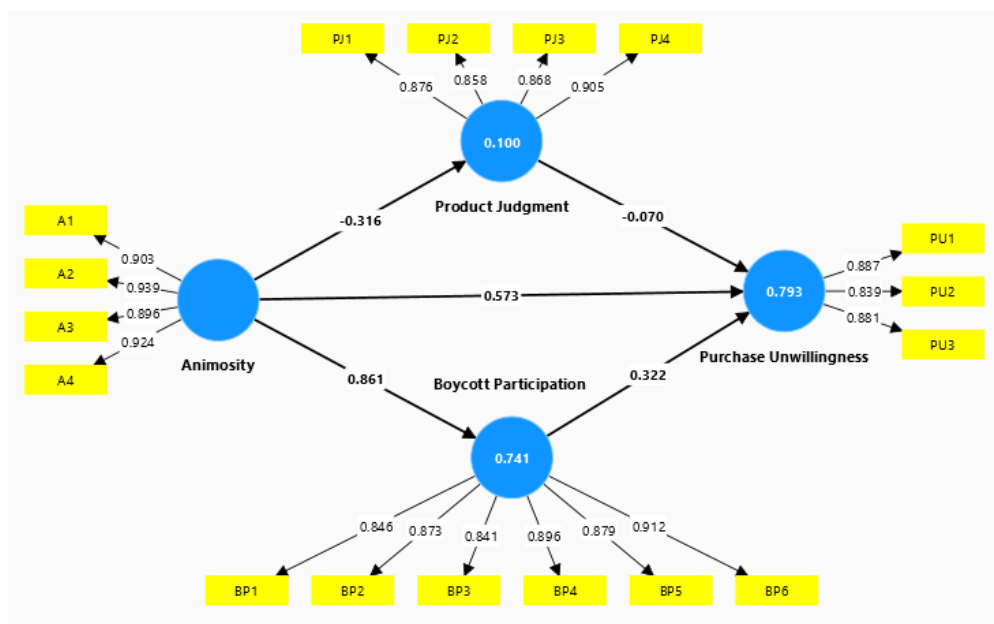 PJ1 PJ2 PJ3 PJ4
0.876 0.858 0.868 0.905
0.100
Product Judgment
-0.316 -0.070
A1
0.903
A2
0.939
A3
0.896
A4
0.924
Animosity
0.573
0.793
Purchase Unwillingness
PU1
0.887
PU2
0.839
PU3
0.881
0.861 0.322
Boycott Participation
0.741
0.846 0.873 0.841 0.896 0.879 0.912
BP1 BP2 BP3 BP4 BP5 BP6